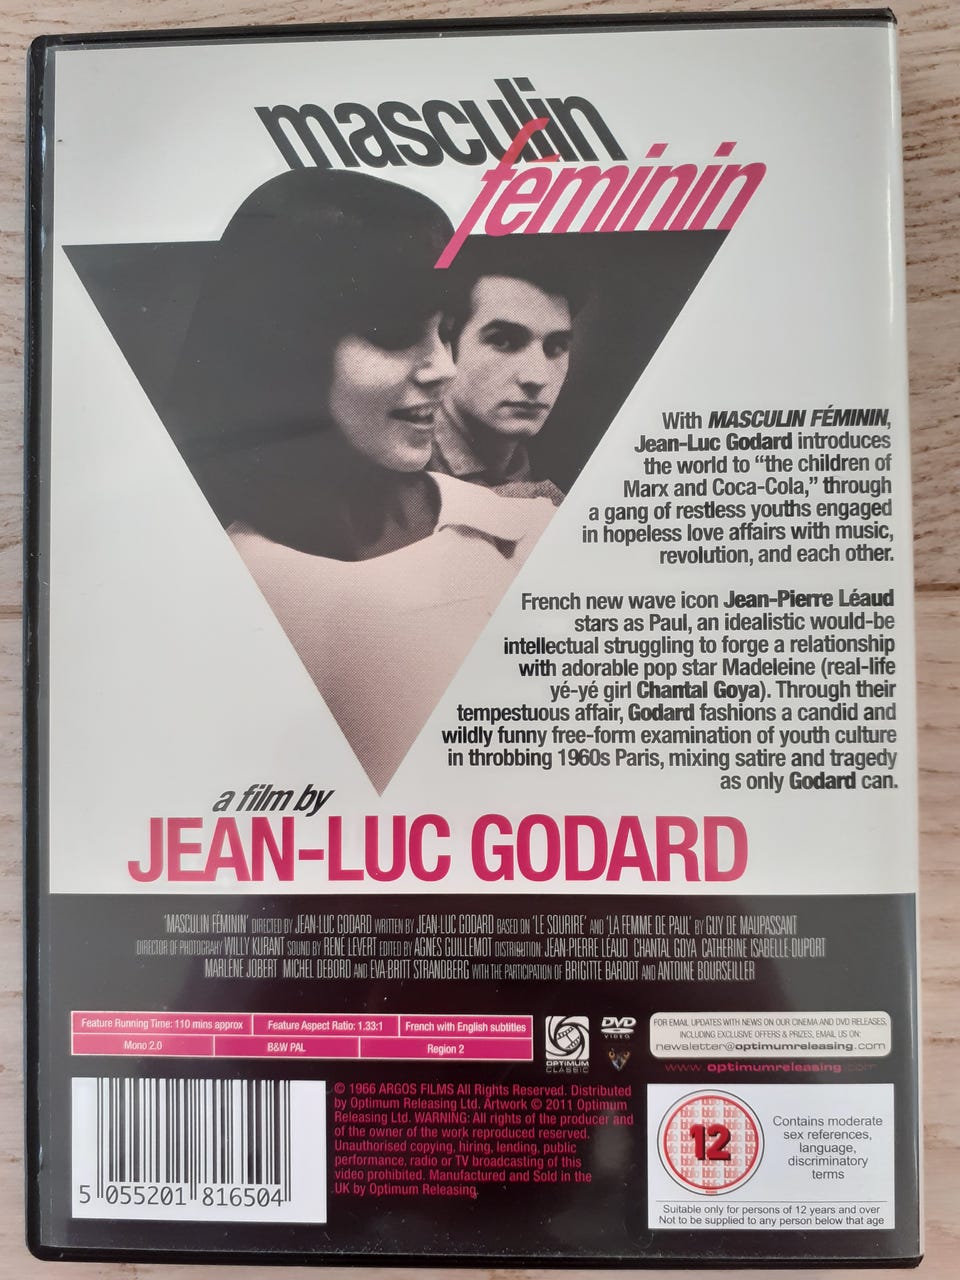 masculin
féminin
With MASCULIN FÉMININ,
Jean-Luc Godard introduces
the world to “the children of
Marx and Coca-Cola,” through
a gang of restless youths engaged
in hopeless love affairs with music,
revolution, and each other.
French new wave icon Jean-Pierre Léaud
stars as Paul, an idealistic would-be
intellectual struggling to forge a relationship
with adorable pop star Madeleine (real-life
yé-yé girl Chantal Goya). Through their
tempestuous affair, Godard fashions a candid and
wildly funny free-form examination of youth culture
in throbbing 1960s Paris, mixing satire and tragedy
as only Godard can.
a film by
JEAN-LUC GODARD
'MASCULIN FÉMININ' DIRECTED BY JEAN-LUC GODARD WRITTEN BY JEAN-LUC GODARD BASED ON 'LE SOURIRE' AND 'LA FEMME DE PAUL' BY GUY DE MAUPASSANT
DIRECTOR OF PHOTOGRAHY WILLY KURANT SOUND BY RENE LEVERT EDITED BY AGNES GUILLEMOT DISTRIBUTION JEAN-PIERRE LEAUD CHANTAL GOYA CATHERINE ISABELLE DUPORT
MARLENE JOBERT MICHEL DEBORD AND EVA-BRITT STRANDBERG WITH THE PARTICIPATION OF BRIGITTE BARDOT AND ANTOINE BOURSEILLER
Feature Running Time: 110 mins approx
Feature Aspect Ratio: 1.33:1
French with English subtitles
Mono 2.0
B&W PAL
Region 2
OPTIMUM
CLASSIC
DVD
VIDEO
FOR EMAIL UPDATES WITH NEWS ON OUR CINEMA AND DVD RELEASES,
INCLUDING EXCLUSIVE OFFERS & PRIZES, EMAIL US ON:
newsletter@optimumreleasing.com
www.optimumreleasing.com
© 1966 ARGOS FILMS All Rights Reserved. Distributed
by Optimum Releasing Ltd. Artwork © 2011 Optimum
Releasing Ltd. WARNING: All rights of the producer and
of the owner of the work reproduced reserved.
Unauthorised copying, hiring, lending, public
performance, radio or TV broadcasting of this
video prohibited. Manufactured and Sold in the
UK by Optimum Releasing.
5 055201 816504
12
Contains moderate
sex references,
language,
discriminatory
terms
Suitable only for persons of 12 years and over
Not to be supplied to any person below that age